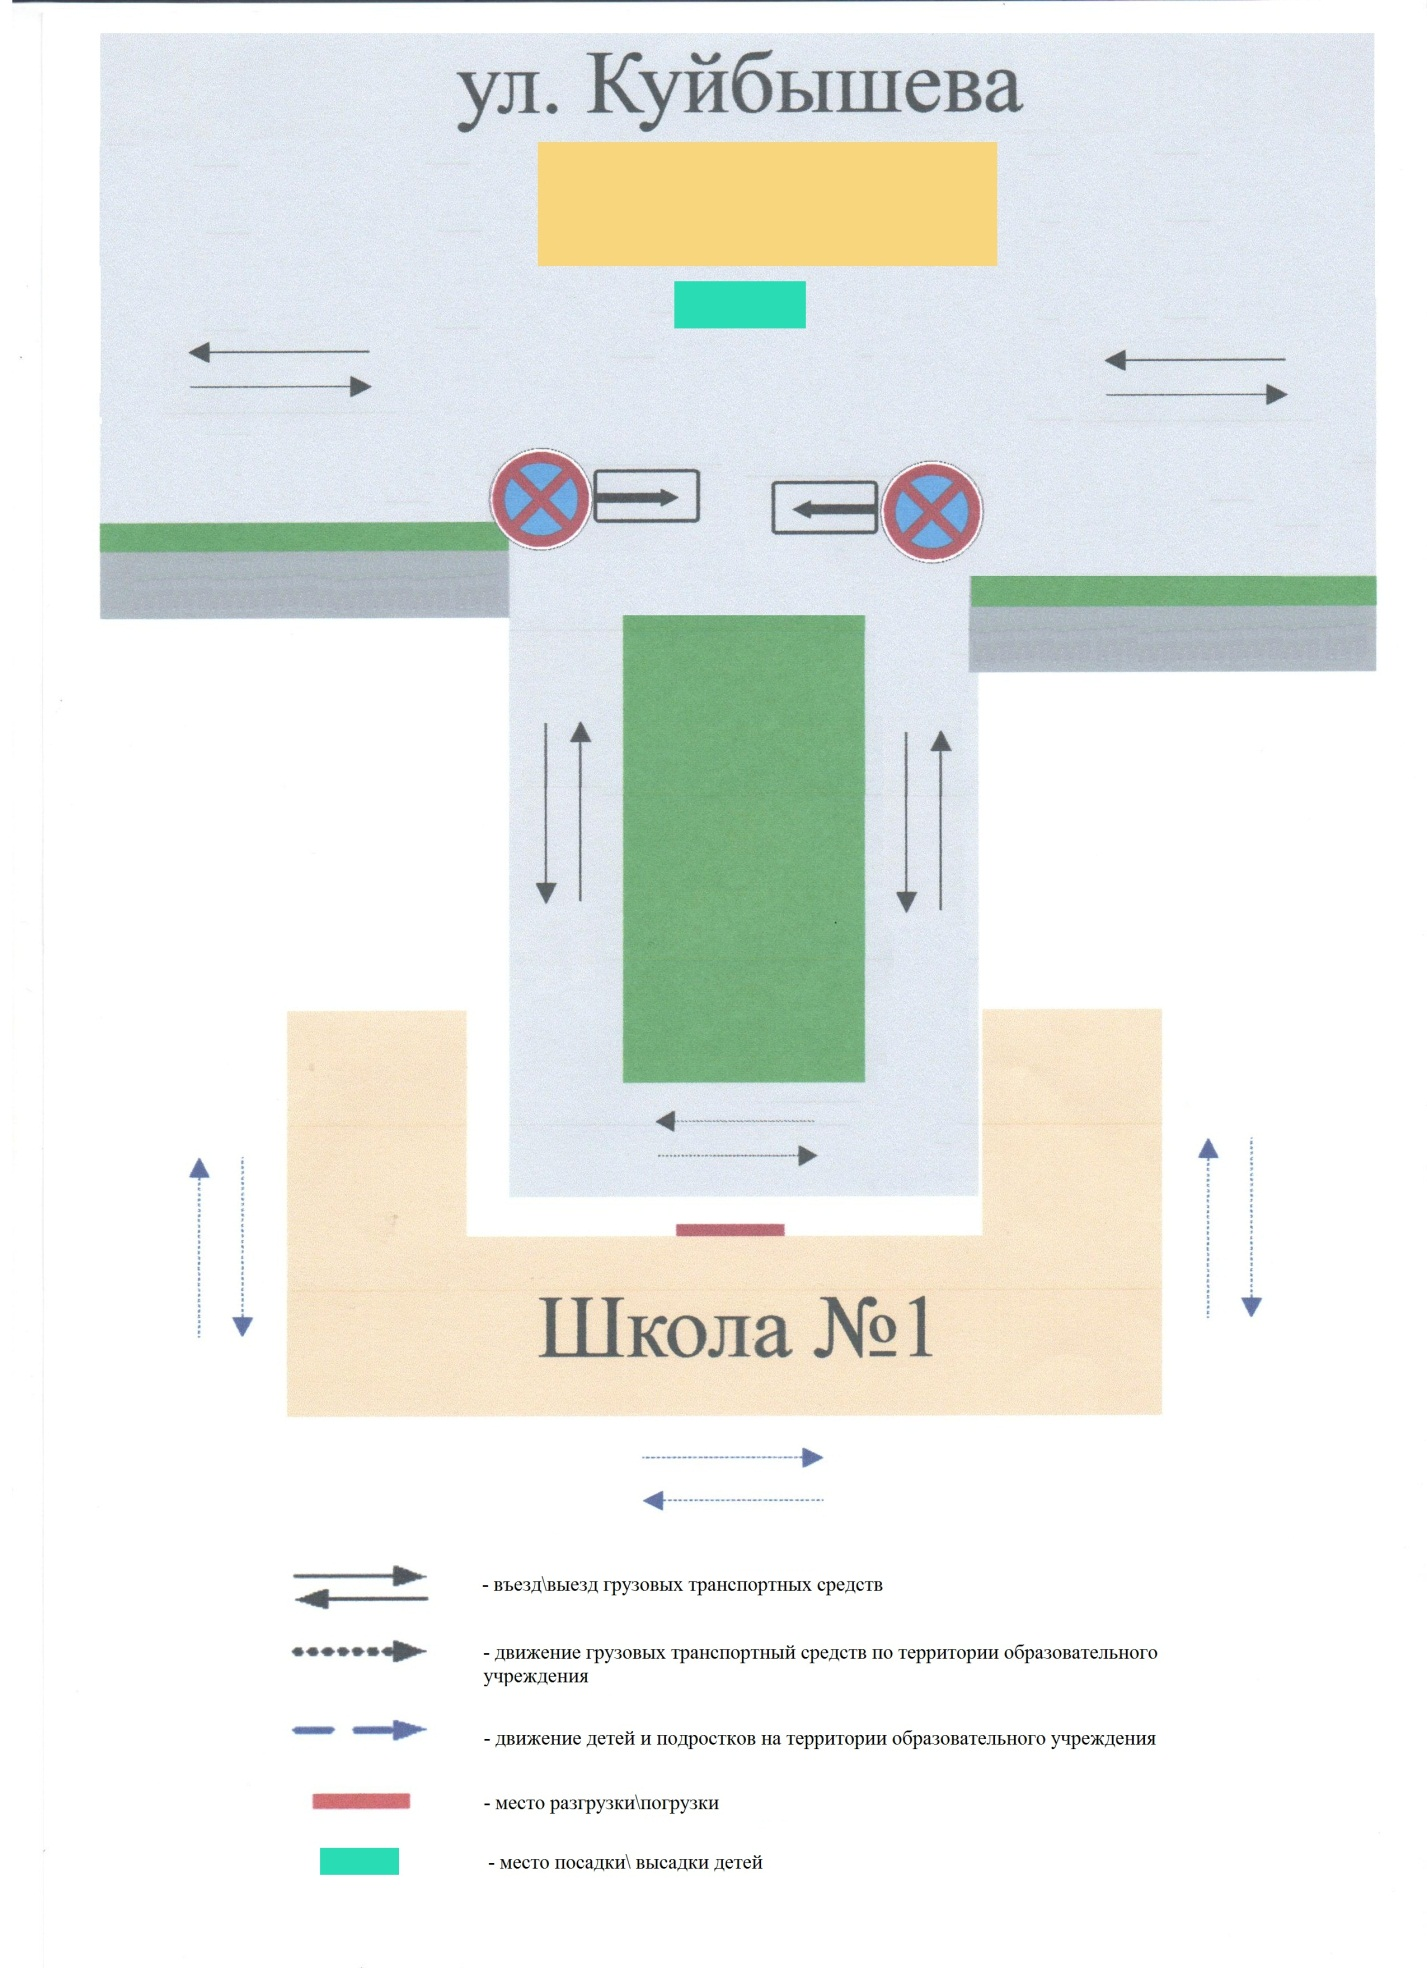 ул. Куйбышева
Школа №1
- въезд\выезд грузовых транспортных средств
- движение грузовых транспортный средств по территории образовательного
учреждения
- движение детей и подростков на территории образовательного учреждения
- место разгрузки\погрузки
- место посадки\ высадки детей